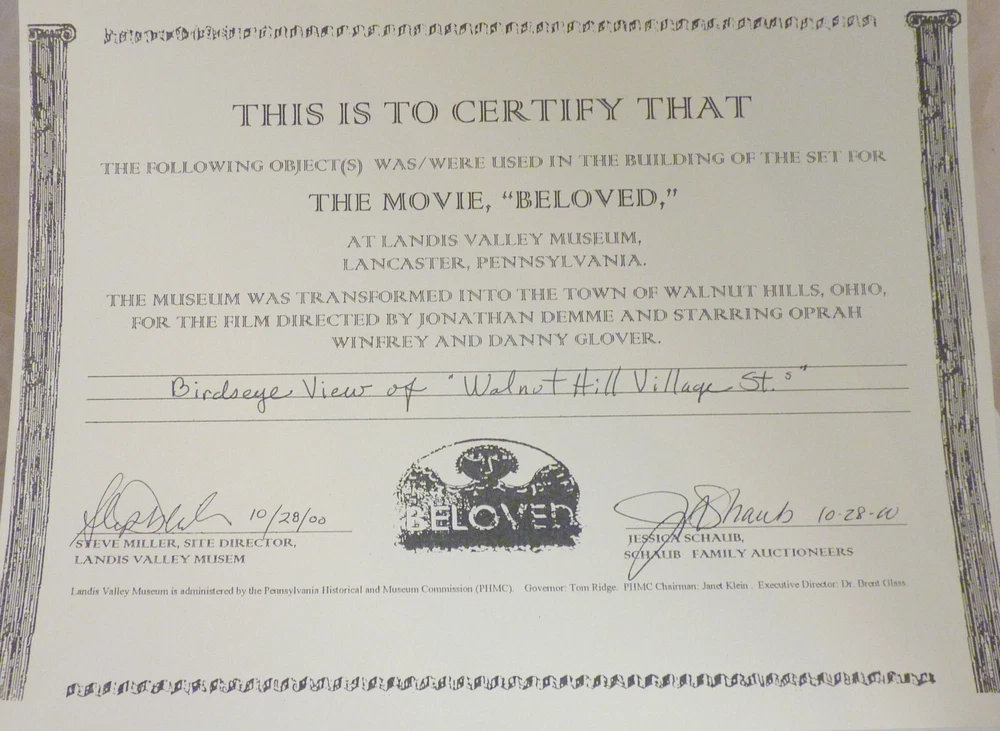 THIS IS TO CERTIFY THAT
THE FOLLOWING OBJECT(S) WAS/WERE USED IN THE BUILDING OF THE SET FOR
THE MOVIE, “BELOVED,”
AT LANDIS VALLEY MUSEUM,
LANCASTER, PENNSYLVANIA.
THE MUSEUM WAS TRANSFORMED INTO THE TOWN OF WALNUT HILLS, OHIO,
FOR THE FILM DIRECTED BY JONATHAN DEMME AND STARRING OPRAH
WINFREY AND DANNY GLOVER.
Birdseye View of "Walnut Hill Village St.s"
BELOVED
10/28/00
J Schaub 10-28-00
STEVE MILLER, SITE DIRECTOR,
LANDIS VALLEY MUSEM
JESSICA SCHAUB,
SCHAUB FAMILY AUCTIONEERS
Landis Valley Museum is administered by the Pennsylvania Historical and Museum Commission (PHMC). Governor: Tom Ridge. PHMC Chairman: Janet Klein . Executive Director: Dr. Brent Glass.